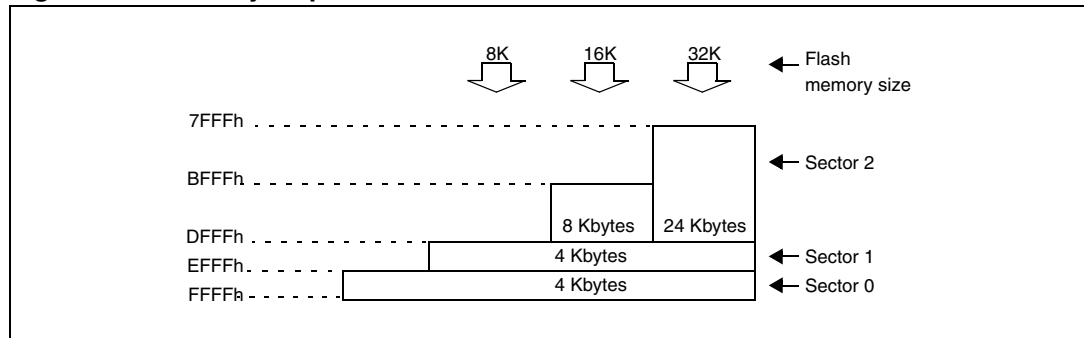 8K 16K 32K Flash
memory size
7FFFh
Sector 2
BFFFh
8 Kbytes 24 Kbytes
DFFFh
4 Kbytes Sector 1
EFFFh
4 Kbytes Sector 0
FFFFh